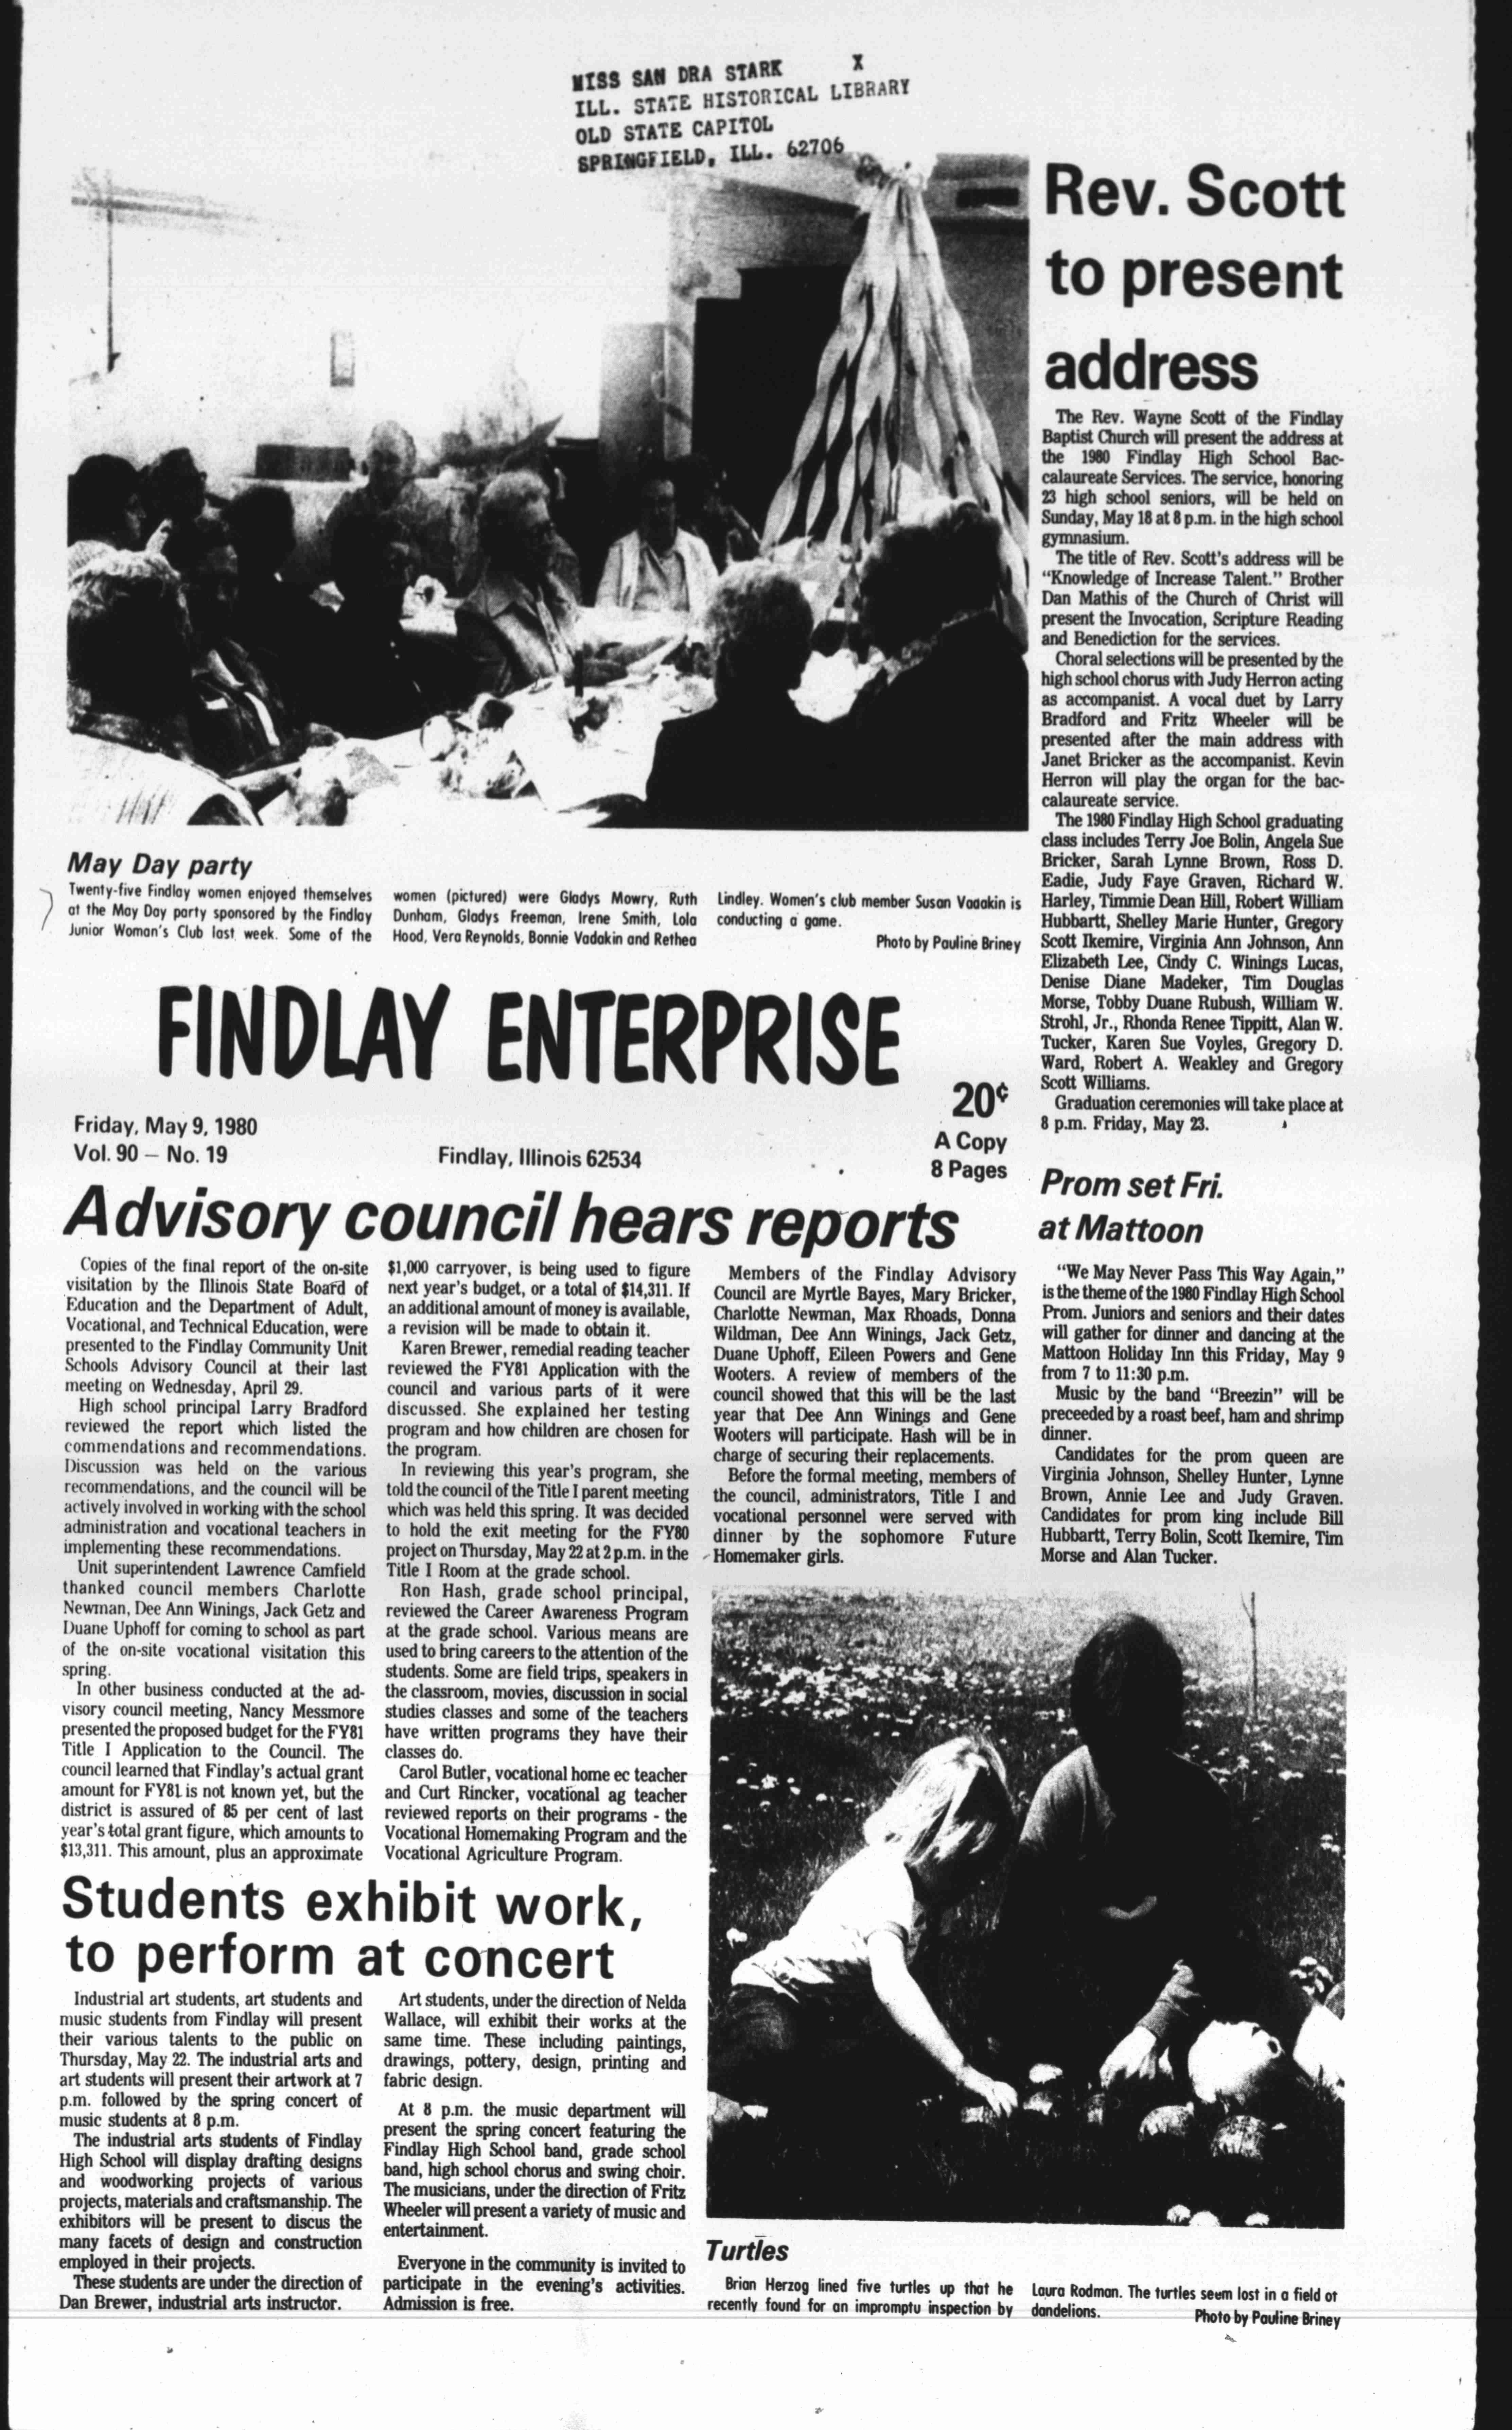 MISS SAN DRA STARK X
ILL. STATE HISTORICAL LIBRARY
OLD STATE CAPITOL
SPRINGFIELD, ILL. 62706
Rev. Scott
to present
address
The Rev. Wayne Scott of the Findlay
Baptist Church will present the address at
the 1980 Findlay High School Bac-
calaureate Services. The service, honoring
23 high school seniors, will be held on
Sunday, May 18 at 8 p.m. in the high school
gymnasium.
The title of Rev. Scott's address will be
"Knowledge of Increase Talent." Brother
Dan Mathis of the Church of Christ will
present the Invocation, Scripture Reading
and Benediction for the services.
Choral selections will be presented by the
high school chorus with Judy Herron acting
as accompanist. A vocal duet by Larry
Bradford and Fritz Wheeler will be
presented after the main address with
Janet Bricker as the accompanist. Kevin
Herron will play the organ for the bac-
calaureate service.
The 1980 Findlay High School graduating
class includes Terry Joe Bolin, Angela Sue
Bricker, Sarah Lynne Brown, Ross D.
Eadie, Judy Faye Graven, Richard W.
Harley, Timmie Dean Hill, Robert William
Hubbartt, Shelley Marie Hunter, Gregory
Scott Ikemire, Virginia Ann Johnson, Ann
Elizabeth Lee, Cindy C. Winings Lucas,
Denise Diane Madeker, Tim Douglas
Morse, Tobby Duane Rubush, William W.
Strohl, Jr., Rhonda Renee Tippitt, Alan W.
Tucker, Karen Sue Voyles, Gregory D.
Ward, Robert A. Weakley and Gregory
Scott Williams.
Graduation ceremonies will take place at
8 p.m. Friday, May 23.
May Day party
Twenty-five Findlay women enjoyed themselves
at the May Day party sponsored by the Findlay
Junior Woman's Club last week. Some of the
women (pictured) were Gladys Mowry, Ruth
Dunham, Gladys Freeman, Irene Smith, Lola
Hood, Vera Reynolds, Bonnie Vadakin and Rethea
Lindley. Women's club member Susan Vadakin is
conducting a game.
Photo by Pauline Briney
FINDLAY ENTERPRISE
20¢
A Copy
8 Pages
Friday, May 9, 1980
Vol. 90 — No. 19
Findlay, Illinois 62534
Advisory council hears reports
Copies of the final report of the on-site
visitation by the Illinois State Board of
Education and the Department of Adult,
Vocational, and Technical Education, were
presented to the Findlay Community Unit
Schools Advisory Council at their last
meeting on Wednesday, April 29.
High school principal Larry Bradford
reviewed the report which listed the
commendations and recommendations.
Discussion was held on the various
recommendations, and the council will be
actively involved in working with the school
administration and vocational teachers in
implementing these recommendations.
Unit superintendent Lawrence Camfield
thanked council members Charlotte
Newman, Dee Ann Winings, Jack Getz and
Duane Uphoff for coming to school as part
of the on-site vocational visitation this
spring.
In other business conducted at the ad-
visory council meeting, Nancy Messmore
presented the proposed budget for the FY81
Title I Application to the Council. The
council learned that Findlay's actual grant
amount for FY81 is not known yet, but the
district is assured of 85 per cent of last
year's total grant figure, which amounts to
$13,311. This amount, plus an approximate
$1,000 carryover, is being used to figure
next year's budget, or a total of $14,311. If
an additional amount of money is available,
a revision will be made to obtain it.
Karen Brewer, remedial reading teacher
reviewed the FY81 Application with the
council and various parts of it were
discussed. She explained her testing
program and how children are chosen for
the program.
In reviewing this year's program, she
told the council of the Title I parent meeting
which was held this spring. It was decided
to hold the exit meeting for the FY80
project on Thursday, May 22 at 2 p.m. in the
Title I Room at the grade school.
Ron Hash, grade school principal,
reviewed the Career Awareness Program
at the grade school. Various means are
used to bring careers to the attention of the
students. Some are field trips, speakers in
the classroom, movies, discussion in social
studies classes and some of the teachers
have written programs they have their
classes do.
Carol Butler, vocational home ec teacher
and Curt Rincker, vocational ag teacher
reviewed reports on their programs - the
Vocational Homemaking Program and the
Vocational Agriculture Program.
Members of the Findlay Advisory
Council are Myrtle Bayes, Mary Bricker,
Charlotte Newman, Max Rhoads, Donna
Wildman, Dee Ann Winings, Jack Getz,
Duane Uphoff, Eileen Powers and Gene
Wooters. A review of members of the
council showed that this will be the last
year that Dee Ann Winings and Gene
Wooters will participate. Hash will be in
charge of securing their replacements.
Before the formal meeting, members of
the council, administrators, Title I and
vocational personnel were served with
dinner by the sophomore Future
Homemaker girls.
Prom set Fri.
at Mattoon
"We May Never Pass This Way Again,"
is the theme of the 1980 Findlay High School
Prom. Juniors and seniors and their dates
will gather for dinner and dancing at the
Mattoon Holiday Inn this Friday, May 9
from 7 to 11:30 p.m.
Music by the band "Breezin" will be
preceeded by a roast beef, ham and shrimp
dinner.
Candidates for the prom queen are
Virginia Johnson, Shelley Hunter, Lynne
Brown, Annie Lee and Judy Graven.
Candidates for prom king include Bill
Hubbartt, Terry Bolin, Scott Ikemire, Tim
Morse and Alan Tucker.
Students exhibit work,
to perform at concert
Industrial art students, art students and
music students from Findlay will present
their various talents to the public on
Thursday, May 22. The industrial arts and
art students will present their artwork at 7
p.m. followed by the spring concert of
music students at 8 p.m.
The industrial arts students of Findlay
High School will display drafting designs
and woodworking projects of various
projects, materials and craftsmanship. The
exhibitors will be present to discus the
many facets of design and construction
employed in their projects.
These students are under the direction of
Dan Brewer, industrial arts instructor.
Art students, under the direction of Nelda
Wallace, will exhibit their works at the
same time. These including paintings,
drawings, pottery, design, printing and
fabric design.
At 8 p.m. the music department will
present the spring concert featuring the
Findlay High School band, grade school
band, high school chorus and swing choir.
The musicians, under the direction of Fritz
Wheeler will present a variety of music and
entertainment.
Everyone in the community is invited to
participate in the evening's activities.
Admission is free.
Turtles
Brian Herzog lined five turtles up that he
recently found for an impromptu inspection by
Laura Rodman. The turtles seem lost in a field of
dandelions.
Photo by Pauline Briney